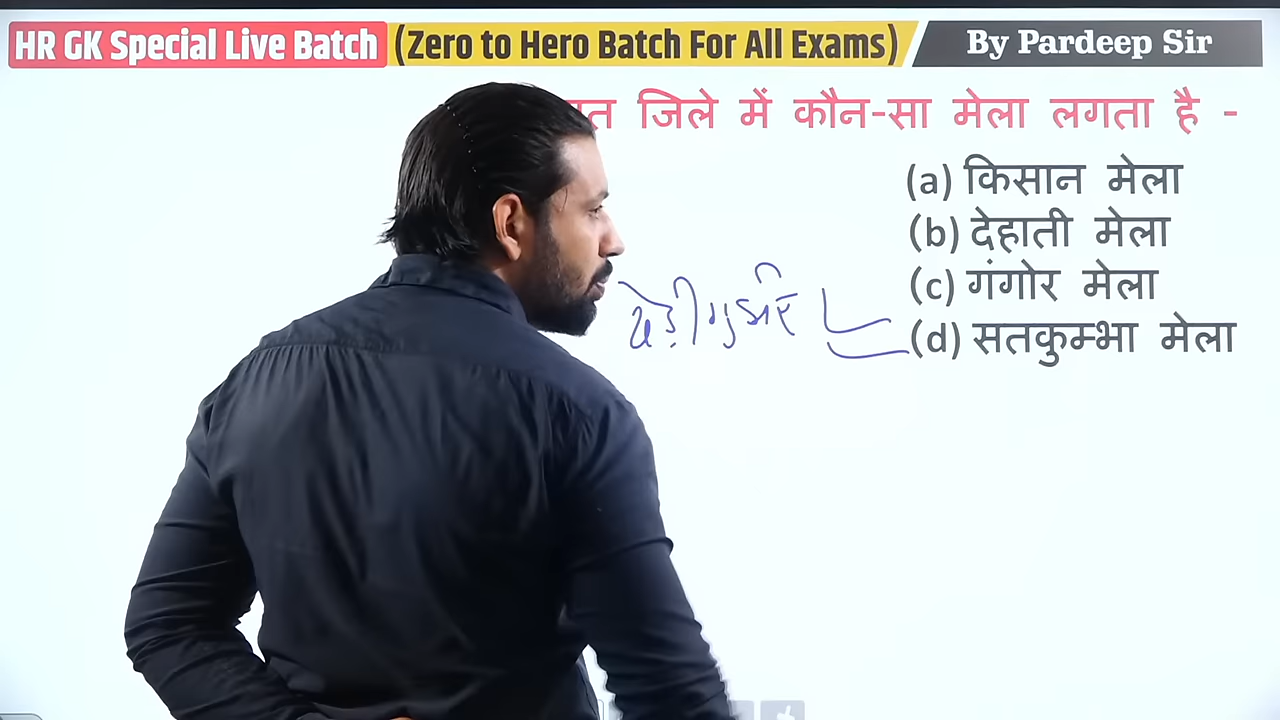 HR GK Special Live Batch (Zero to Hero Batch For All Exams) By Pardeep Sir
जिले में कौन-सा मेला लगता है -
(a) किसान मेला
(b) देहाती मेला
(c) गंगोर मेला
(d) सतकुम्भा मेला